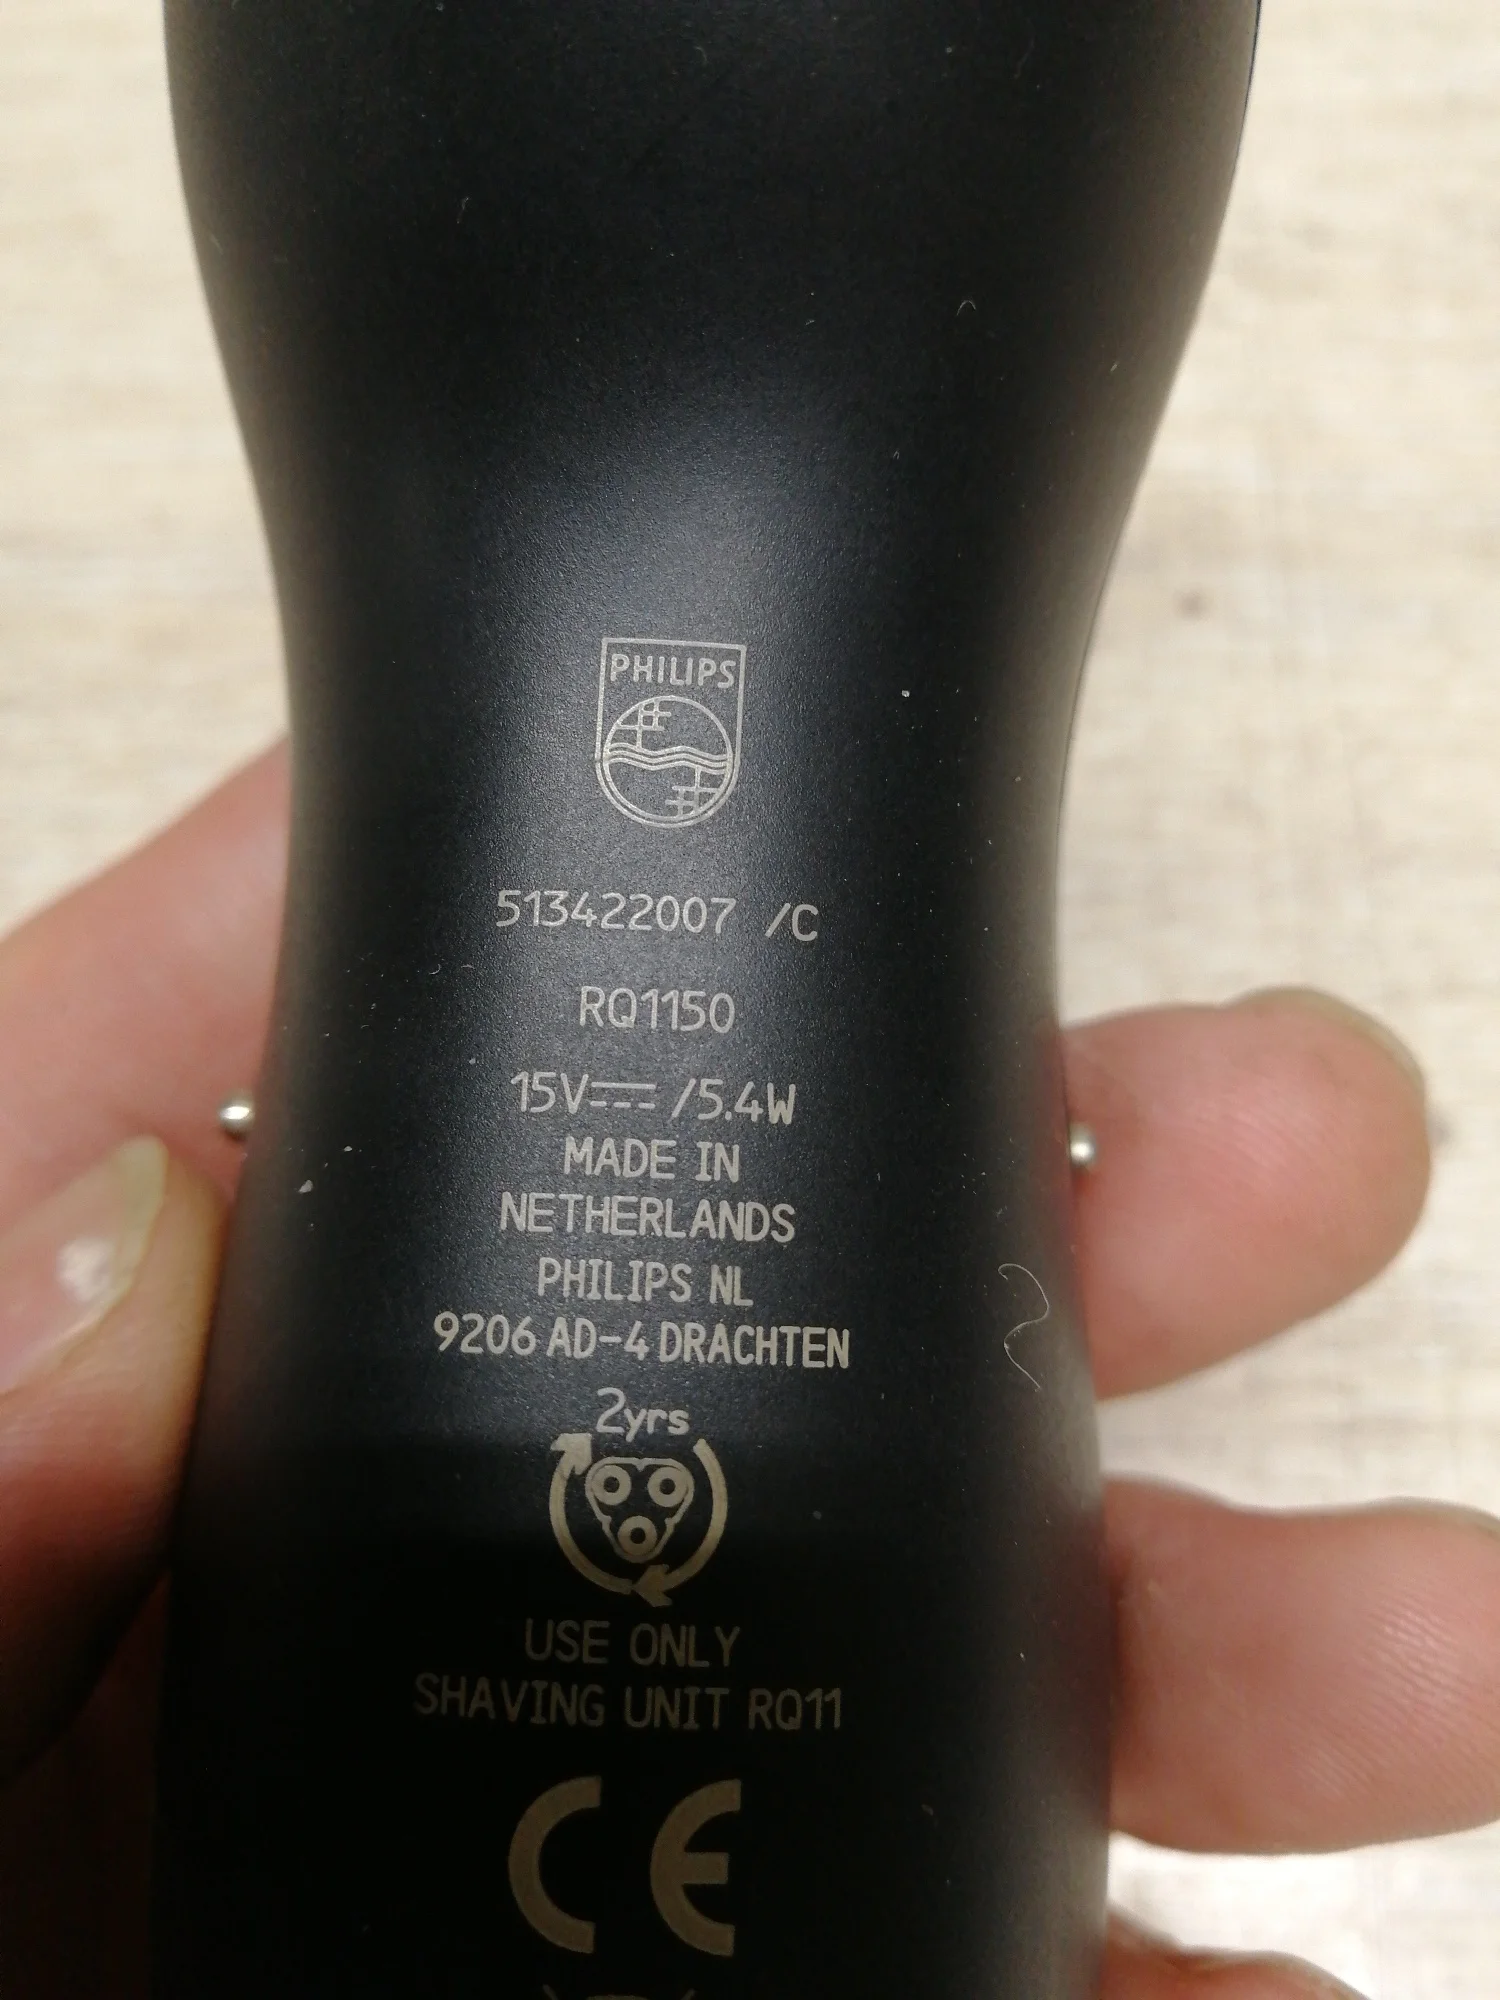 PHILIPS
513422007 /C
RQ1150
15V⎓ /5.4W
MADE IN
NETHERLANDS
PHILIPS NL
9206 AD-4 DRACHTEN
2yrs
USE ONLY
SHAVING UNIT RQ11
CE